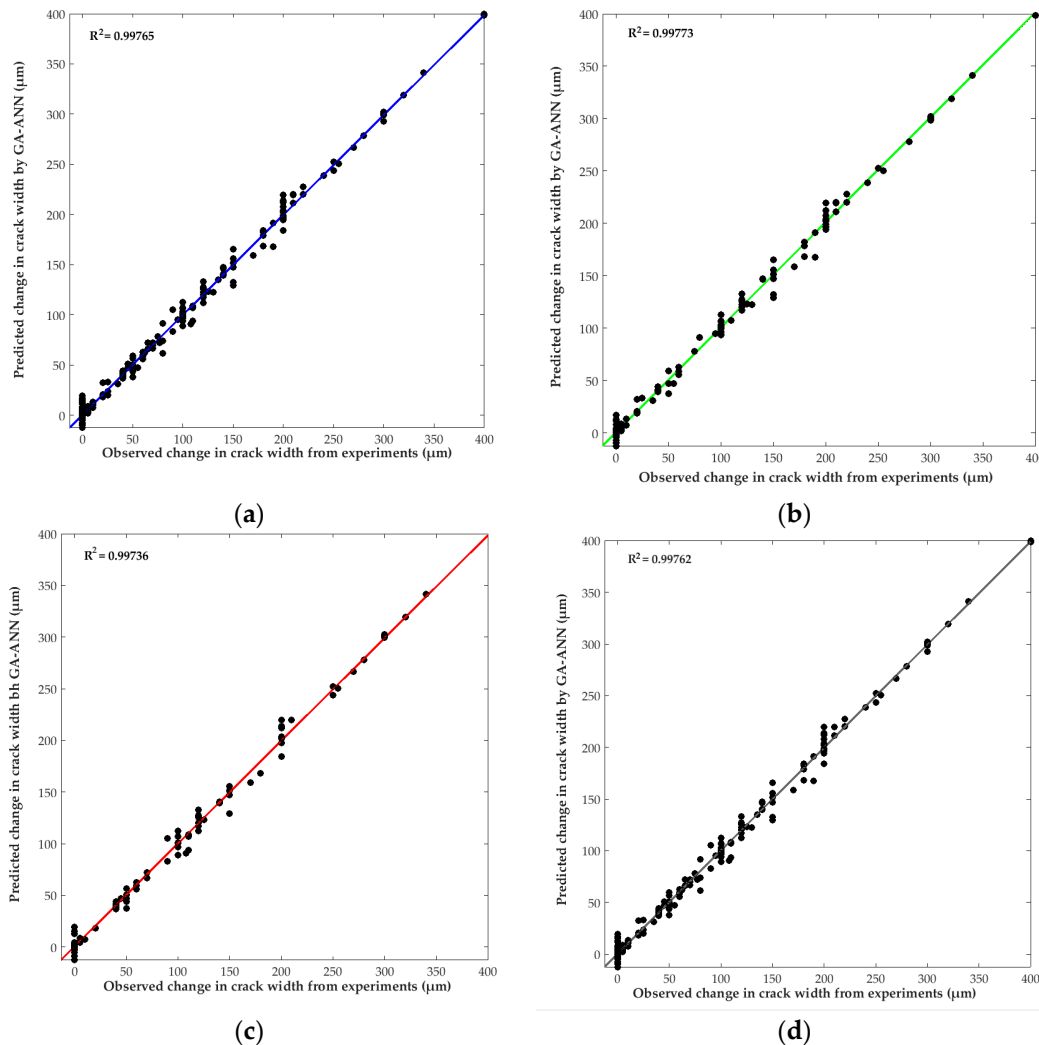 R² = 0.99765
Predicted change in crack width by GA-ANN (μm)
400
350
300
250
200
150
100
50
0
0 50 100 150 200 250 300 350 400
Observed change in crack width from experiments (μm)
(a)
R² = 0.99773
Predicted change in crack width by GA-ANN (μm)
400
350
300
250
200
150
100
50
0
0 50 100 150 200 250 300 350 400
Observed change in crack width from experiments (μm)
(b)
R² = 0.99736
Predicted change in crack width bh GA-ANN (μm)
400
350
300
250
200
150
100
50
0
0 50 100 150 200 250 300 350 400
Observed change in crack width from experiments (μm)
(c)
R² = 0.99762
Predicted change in crack width by GA-ANN (μm)
400
350
300
250
200
150
100
50
0
0 50 100 150 200 250 300 350 400
Observed change in crack width from experiments (μm)
(d)